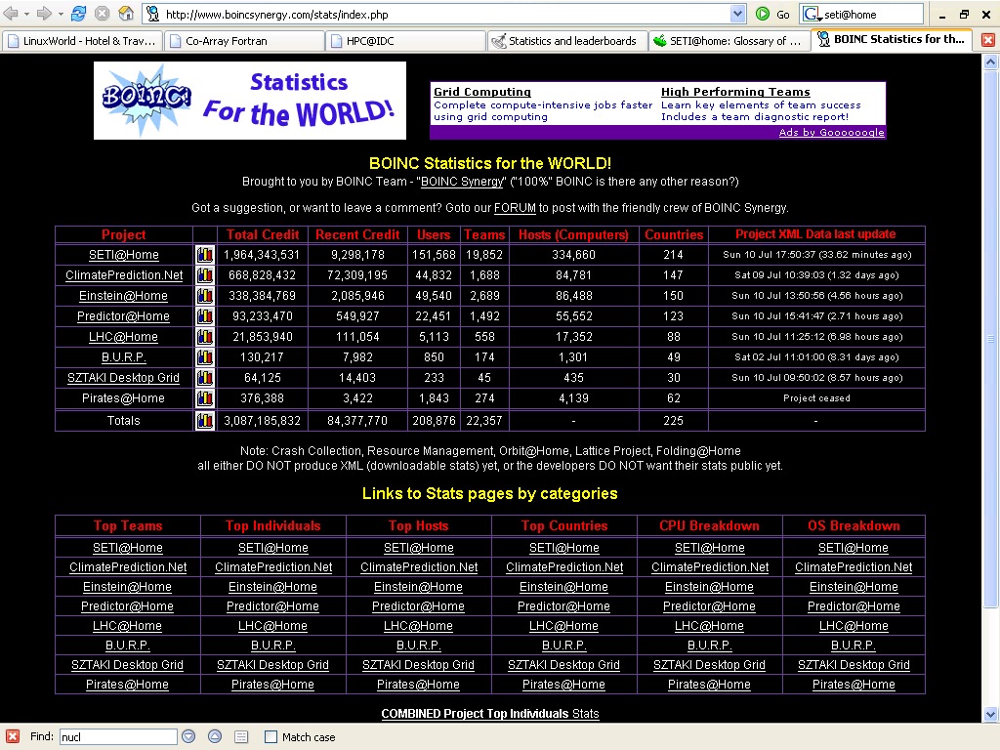 http://www.boincsynergy.com/stats/index.php Go seti@home
LinuxWorld - Hotel & Trav... Co-Array Fortran HPC@IDC Statistics and leaderboards SETI@home: Glossary of ... BOINC Statistics for th...
BOINC! Statistics For the WORLD!
Grid Computing
Complete compute-intensive jobs faster
using grid computing
High Performing Teams
Learn key elements of team success
Includes a team diagnostic report!
Ads by Goooooogle
BOINC Statistics for the WORLD!
Brought to you by BOINC Team - "BOINC Synergy" ("100%" BOINC is there any other reason?)
Got a suggestion, or want to leave a comment? Goto our FORUM to post with the friendly crew of BOINC Synergy.
Project Total Credit Recent Credit Users Teams Hosts (Computers) Countries Project XML Data last update
SETI@Home 1,964,343,531 9,298,178 151,568 19,852 334,660 214 Sun 10 Jul 17:50:37 (33.62 minutes ago)
ClimatePrediction.Net 668,828,432 72,309,195 44,832 1,688 84,781 147 Sat 09 Jul 10:39:03 (1.32 days ago)
Einstein@Home 338,384,769 2,085,946 49,540 2,689 86,488 150 Sun 10 Jul 13:50:56 (4.56 hours ago)
Predictor@Home 93,233,470 549,927 22,451 1,492 55,552 123 Sun 10 Jul 15:41:47 (2.71 hours ago)
LHC@Home 21,853,940 111,054 5,113 558 17,352 88 Sun 10 Jul 11:25:12 (6.98 hours ago)
B.U.R.P. 130,217 7,982 850 174 1,301 49 Sat 02 Jul 11:01:00 (8.31 days ago)
SZTAKI Desktop Grid 64,125 14,403 233 45 435 30 Sun 10 Jul 09:50:02 (8.57 hours ago)
Pirates@Home 376,388 3,422 1,843 274 4,139 62 Project ceased
Totals 3,087,185,832 84,377,770 208,876 22,357 - 225 -
Note: Crash Collection, Resource Management, Orbit@Home, Lattice Project, Folding@Home
all either DO NOT produce XML (downloadable stats) yet, or the developers DO NOT want their stats public yet.
Links to Stats pages by categories
Top Teams Top Individuals Top Hosts Top Countries CPU Breakdown OS Breakdown
SETI@Home SETI@Home SETI@Home SETI@Home SETI@Home SETI@Home
ClimatePrediction.Net ClimatePrediction.Net ClimatePrediction.Net ClimatePrediction.Net ClimatePrediction.Net ClimatePrediction.Net
Einstein@Home Einstein@Home Einstein@Home Einstein@Home Einstein@Home Einstein@Home
Predictor@Home Predictor@Home Predictor@Home Predictor@Home Predictor@Home Predictor@Home
LHC@Home LHC@Home LHC@Home LHC@Home LHC@Home LHC@Home
B.U.R.P. B.U.R.P. B.U.R.P. B.U.R.P. B.U.R.P. B.U.R.P.
SZTAKI Desktop Grid SZTAKI Desktop Grid SZTAKI Desktop Grid SZTAKI Desktop Grid SZTAKI Desktop Grid SZTAKI Desktop Grid
Pirates@Home Pirates@Home Pirates@Home Pirates@Home Pirates@Home Pirates@Home
COMBINED Project Top Individuals Stats
Find: nucl Match case